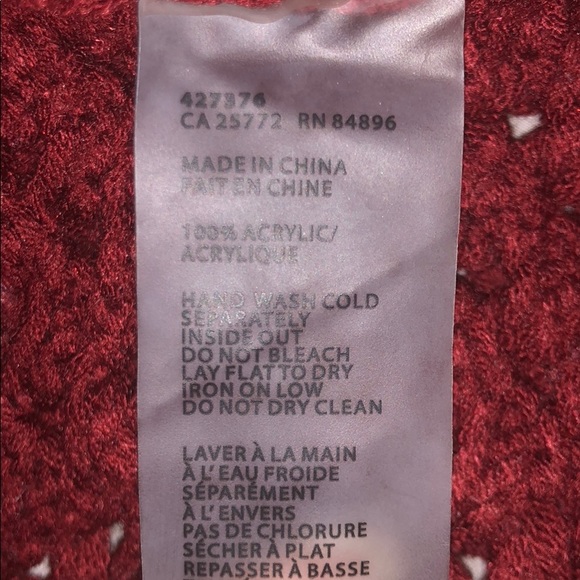 427376
CA 25772 RN 84896
MADE IN CHINA
FAIT EN CHINE
100% ACRYLIC/
ACRYLIQUE
HAND WASH COLD
SEPARATELY
INSIDE OUT
DO NOT BLEACH
LAY FLAT TO DRY
IRON ON LOW
DO NOT DRY CLEAN
LAVER À LA MAIN
À L'EAU FROIDE
SÉPARÉMENT
À L'ENVERS
PAS DE CHLORURE
SÉCHER À PLAT
REPASSER À BASSE